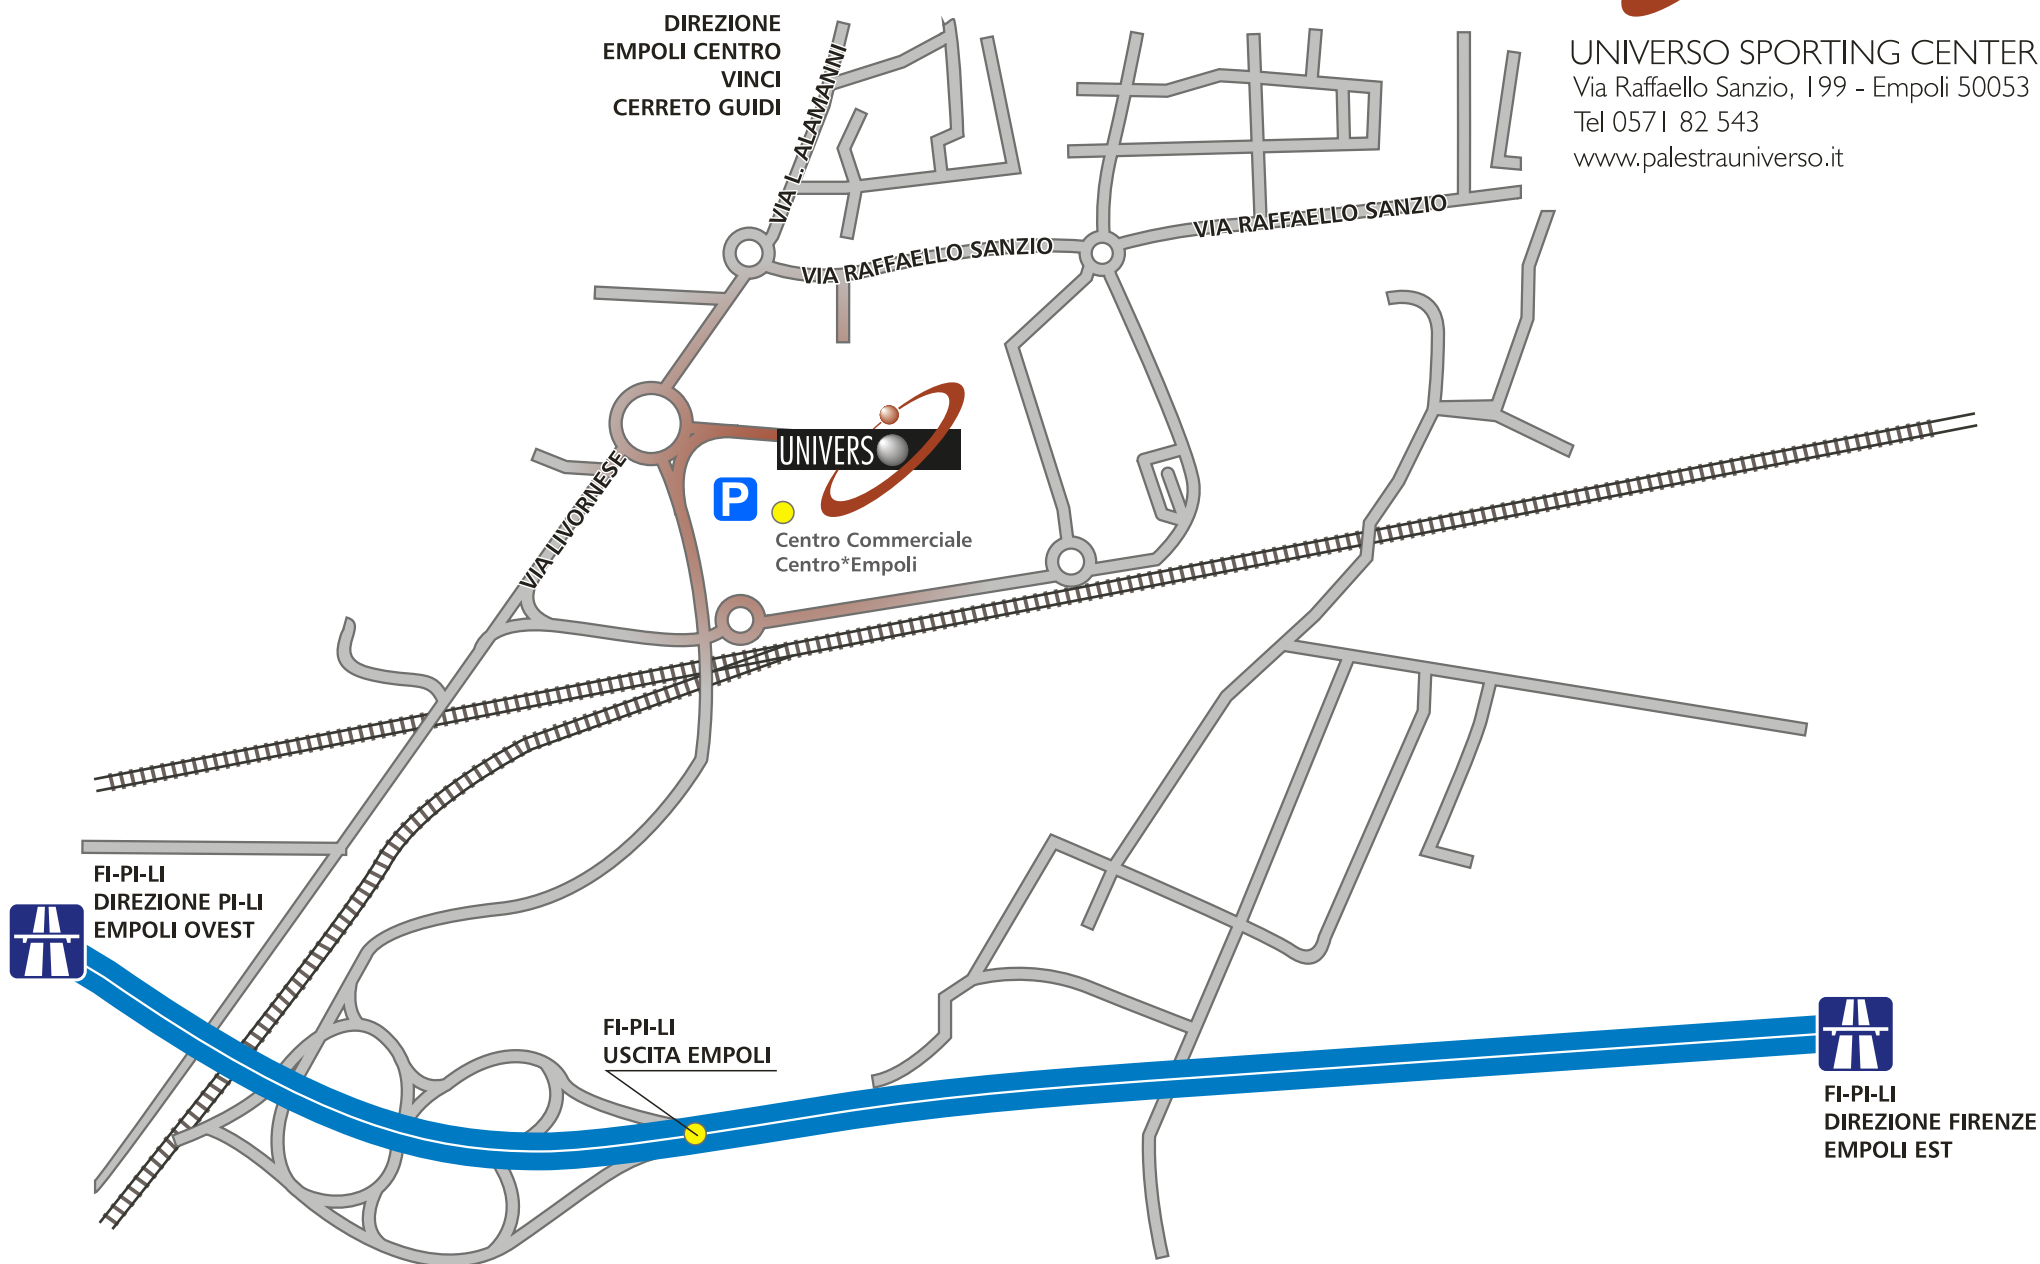 DIREZIONE
EMPOLI CENTRO
VINCI
CERRETO GUIDI
UNIVERSO SPORTING CENTER
Via Raffaello Sanzio, 199 - Empoli 50053
Tel 0571 82 543
www.palestrauniverso.it
VIA L. ALAMANNI
VIA RAFFAELLO SANZIO
VIA RAFFAELLO SANZIO
UNIVERS
VIA LIVORNESE
P
Centro Commerciale
Centro*Empoli
FI-PI-LI
DIREZIONE PI-LI
EMPOLI OVEST
FI-PI-LI
USCITA EMPOLI
FI-PI-LI
DIREZIONE FIRENZE
EMPOLI EST